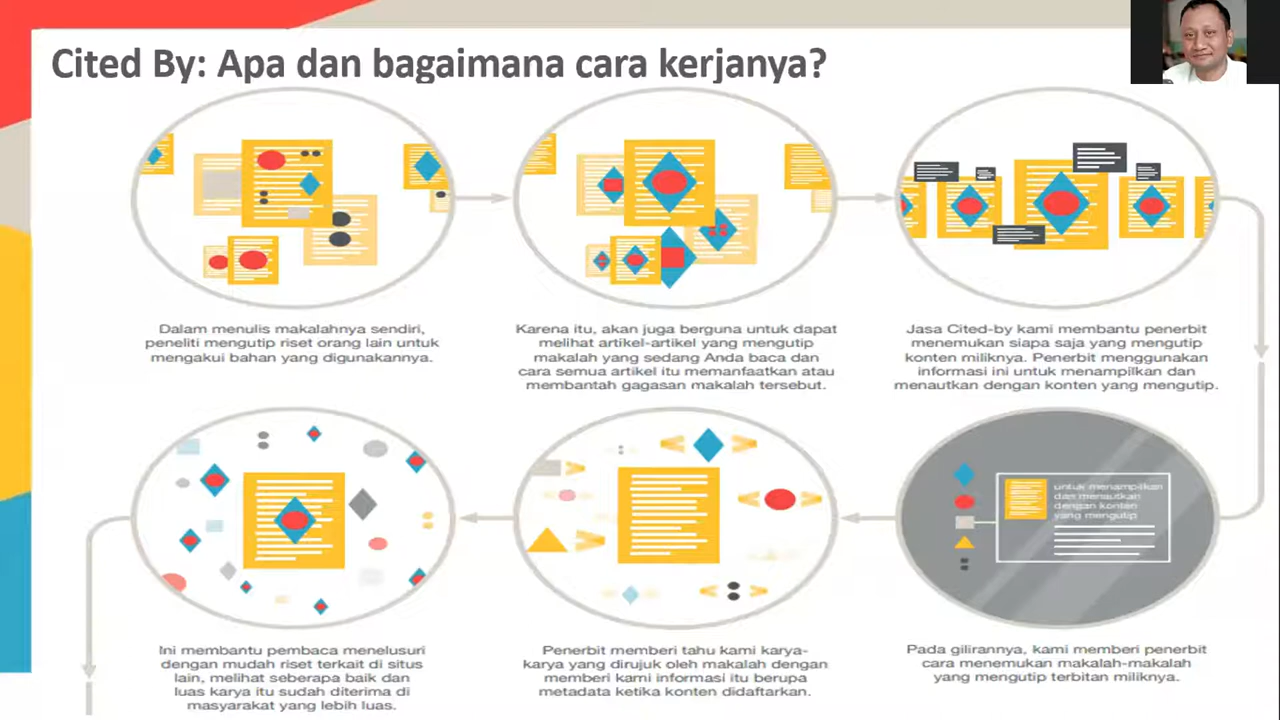 Cited By: Apa dan bagaimana cara kerjanya?
Dalam menulis makalahnya sendiri,
peneliti mengutip riset orang lain untuk
mengakui bahan yang digunakannya.
Karena itu, akan juga berguna untuk dapat
melihat artikel-artikel yang mengutip
makalah yang sedang Anda baca dan
cara semua artikel itu memanfaatkan atau
membantah gagasan makalah tersebut.
Jasa Cited-by kami membantu penerbit
menemukan siapa saja yang mengutip
konten miliknya. Penerbit menggunakan
informasi ini untuk menampilkan dan
menautkan dengan konten yang mengutip.
untuk menampilkan
dan menautkan
dengan konten
yang mengutip
Pada gilirannya, kami memberi penerbit
cara menemukan makalah-makalah
yang mengutip terbitan miliknya.
Penerbit memberi tahu kami karya-
karya yang dirujuk oleh makalah dengan
memberi kami informasi itu berupa
metadata ketika konten didaftarkan.
Ini membantu pembaca menelusuri
dengan mudah riset terkait di situs
lain, melihat seberapa baik dan
luas karya itu sudah diterima di
masyarakat yang lebih luas.